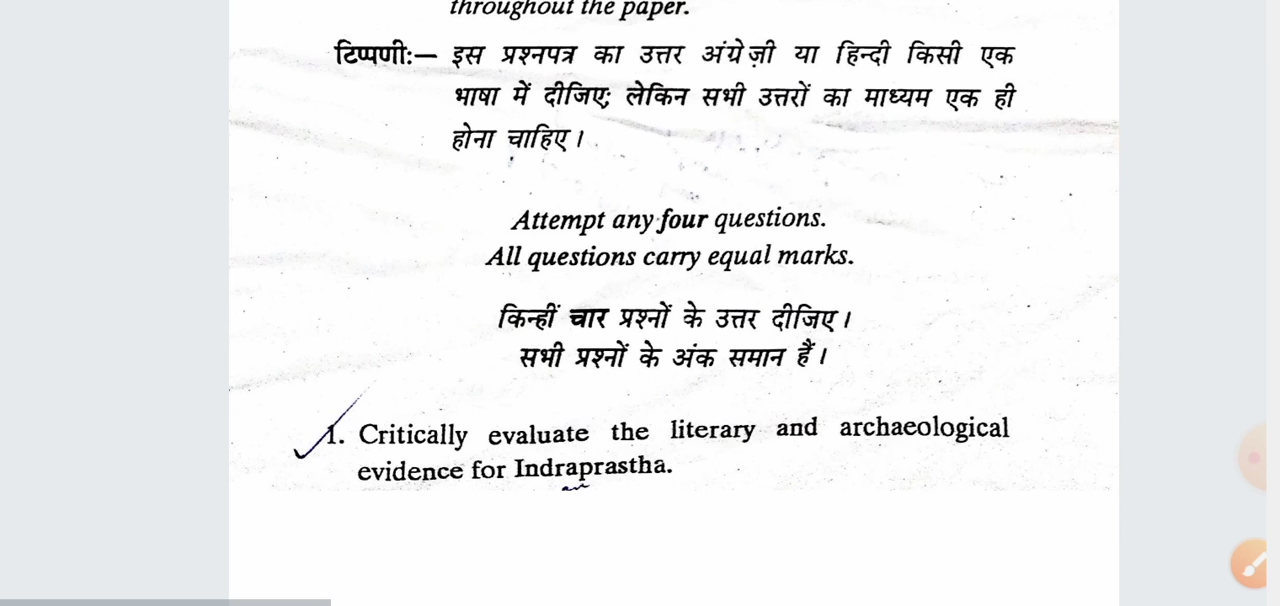 throughout the paper.
टिप्पणीः— इस प्रश्नपत्र का उत्तर अंग्रेज़ी या हिन्दी किसी एक
भाषा में दीजिए; लेकिन सभी उत्तरों का माध्यम एक ही
होना चाहिए।
Attempt any four questions.
All questions carry equal marks.
किन्हीं चार प्रश्नों के उत्तर दीजिए।
सभी प्रश्नों के अंक समान हैं।
1. Critically evaluate the literary and archaeological
evidence for Indraprastha.